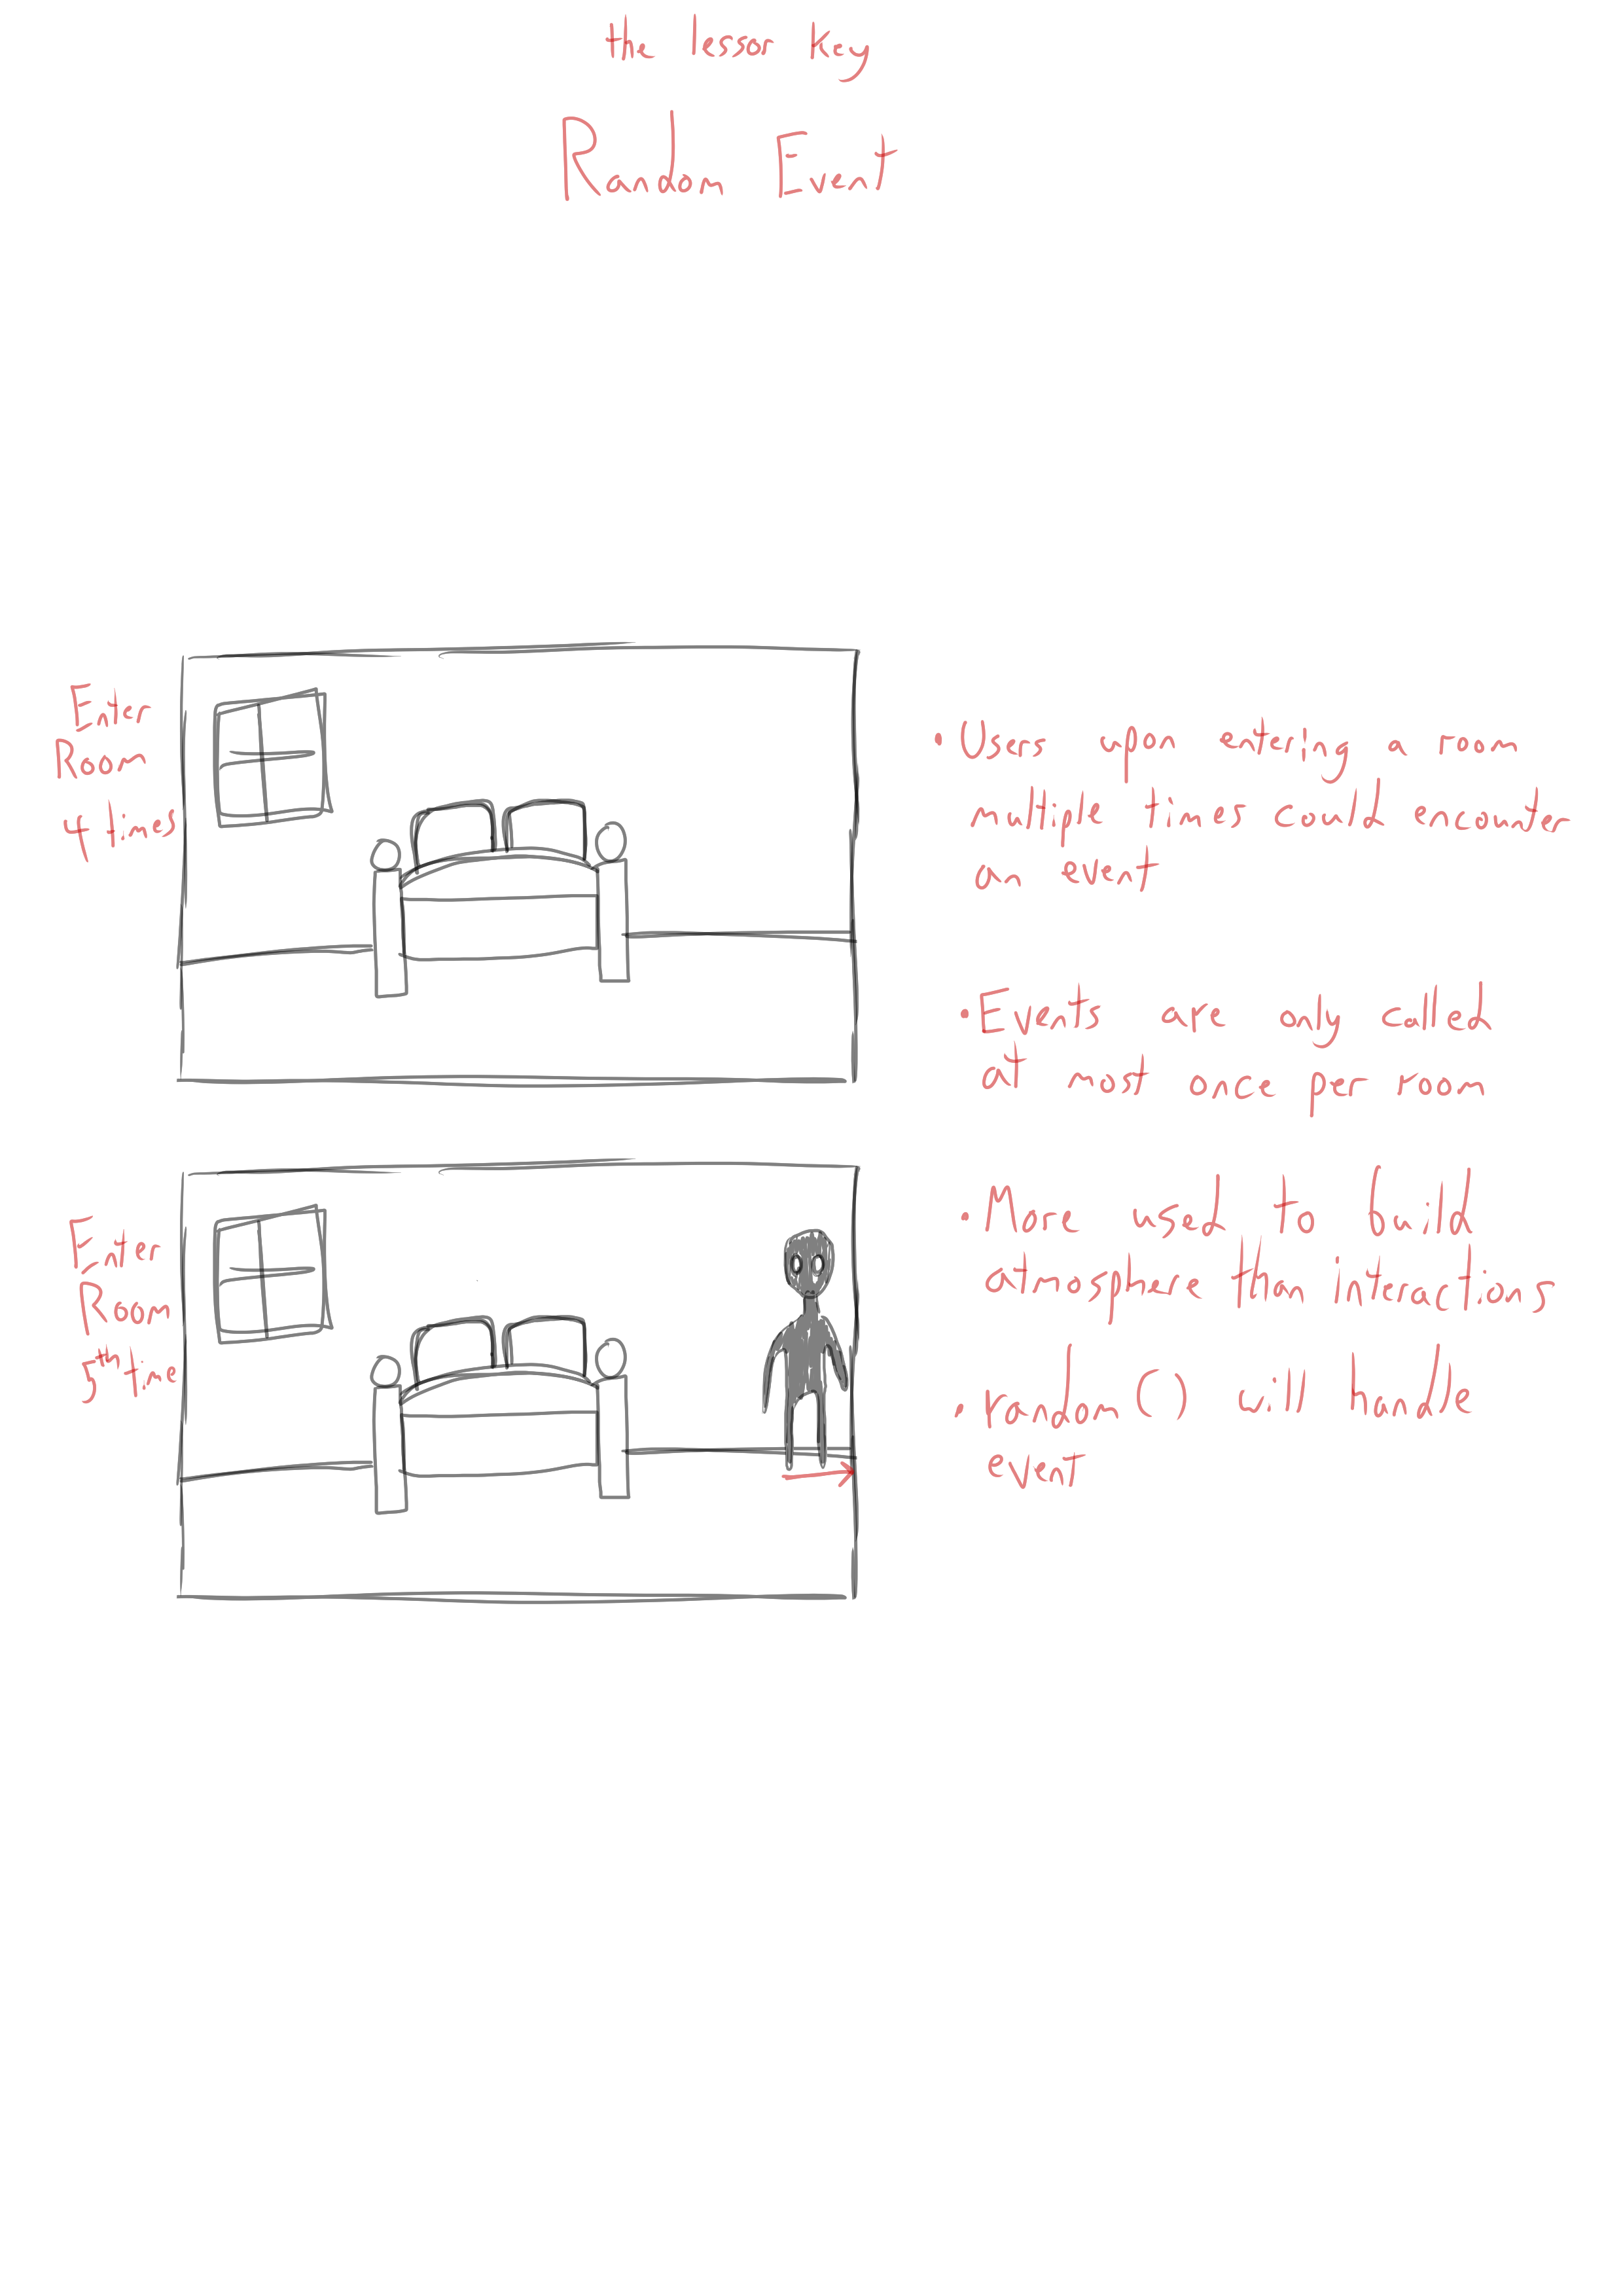 the lessor key
Random Event
Enter
Room
4 times
• Users upon entering a room
multiple times could encounter
an event
• Events are only called
at most once per room
Enter
Room
5th time
• More used to build
atmosphere than interactions
• random() will handle
event